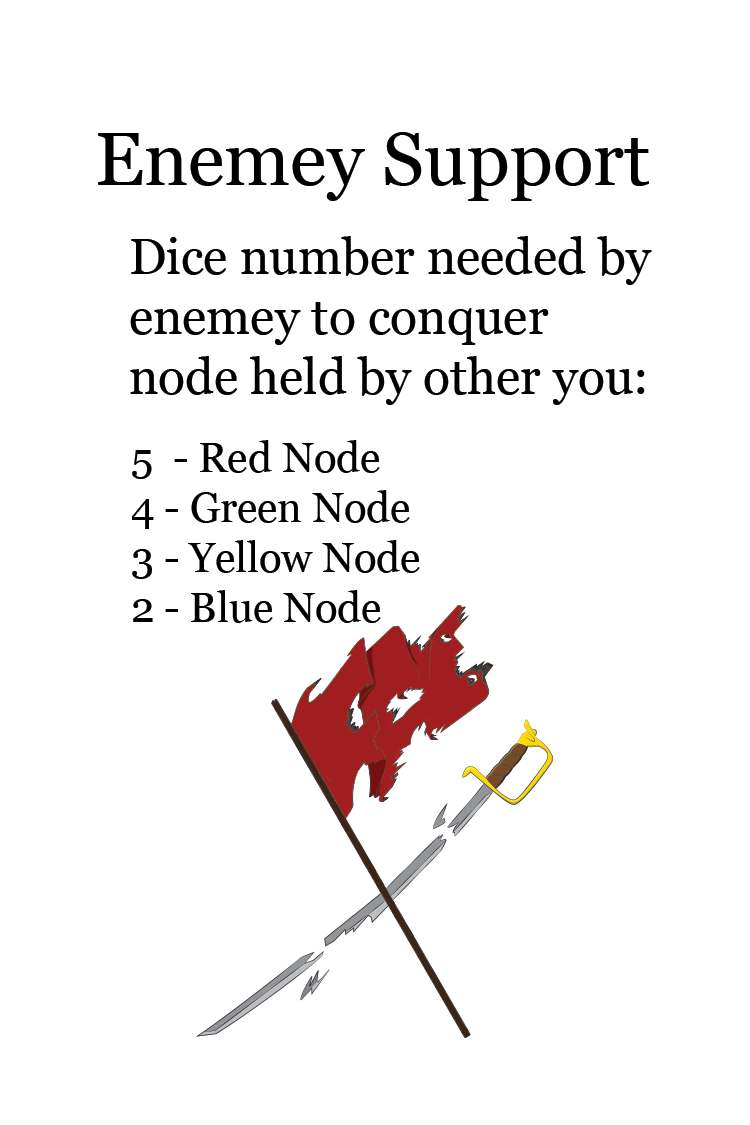 Enemey Support
Dice number needed by
enemey to conquer
node held by other you:
5 - Red Node
4 - Green Node
3 - Yellow Node
2 - Blue Node